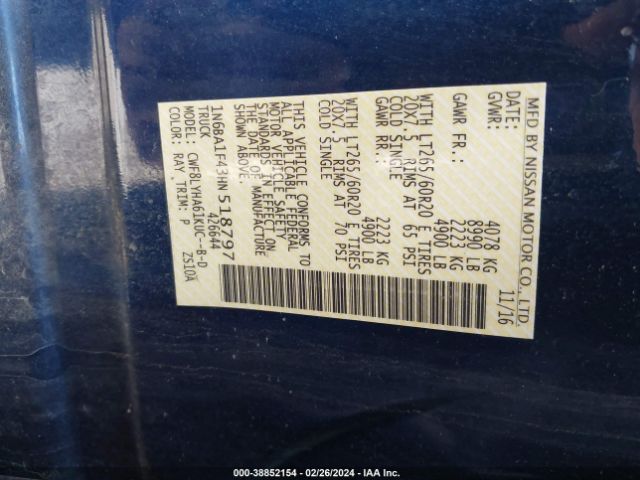 MFD BY NISSAN MOTOR CO., LTD.
DATE: 11/16
GVWR: 4078 KG
8990 LB
GAWR FR.: 2223 KG
4900 LB
WITH LT265/60R20 E TIRES
20X7.5 RIMS AT 65 PSI
COLD SINGLE
GAWR RR.: 2223 KG
4900 LB
WITH LT265/60R20 E TIRES
20X7.5 RIMS AT 70 PSI
COLD SINGLE
THIS VEHICLE CONFORMS TO
ALL APPLICABLE FEDERAL
MOTOR VEHICLE SAFETY
STANDARDS IN EFFECT ON
THE DATE OF MANUFACTURE
SHOWN ABOVE.
1N6BA1F43HN518797
TRUCK 426644
MODEL: CWF8LYHA61KUC--B-D
COLOR: RAY TRIM: P ZS10A
000-38852154 - 02/26/2024 - IAA Inc.